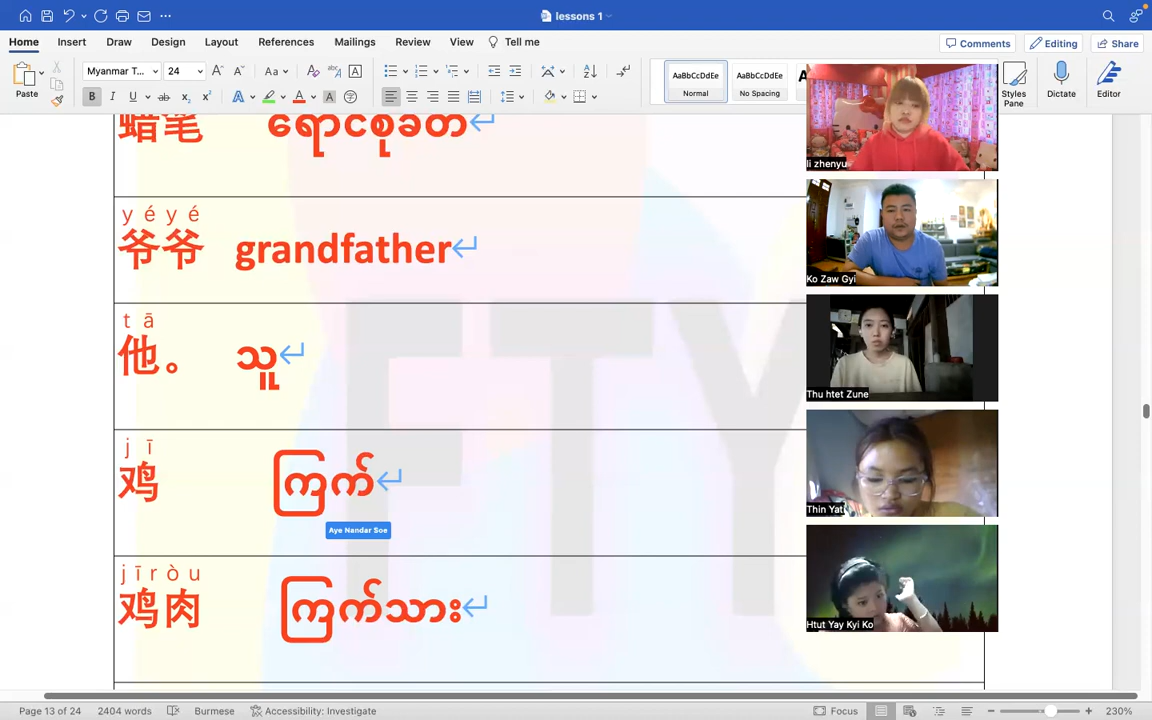 lessons 1
Home Insert Draw Design Layout References Mailings Review View Tell me Comments Editing Share
Paste Myanmar T... 24 Normal No Spacing Styles Pane Dictate Editor
AaBbCcDdEe AaBbCcDdEe
蜡笔 ရောင်စုံခဲတံ
li zhenyu
yéyé
爷爷 grandfather
Ko Zaw Gyi
tā
他。 သူ
Thu htet Zune
jī
鸡 ကြက်
Aye Nandar Soe
Thin Yati
jīròu
鸡肉 ကြက်သား
Htut Yay Kyi Ko
FTY
Page 13 of 24 2404 words Burmese Accessibility: Investigate Focus 230%